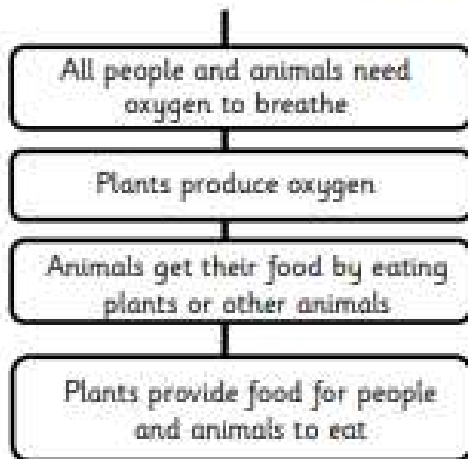 All people and animals need
oxygen to breathe
Plants produce oxygen
Animals get their food by eating
plants or other animals
Plants provide food for people
and animals to eat